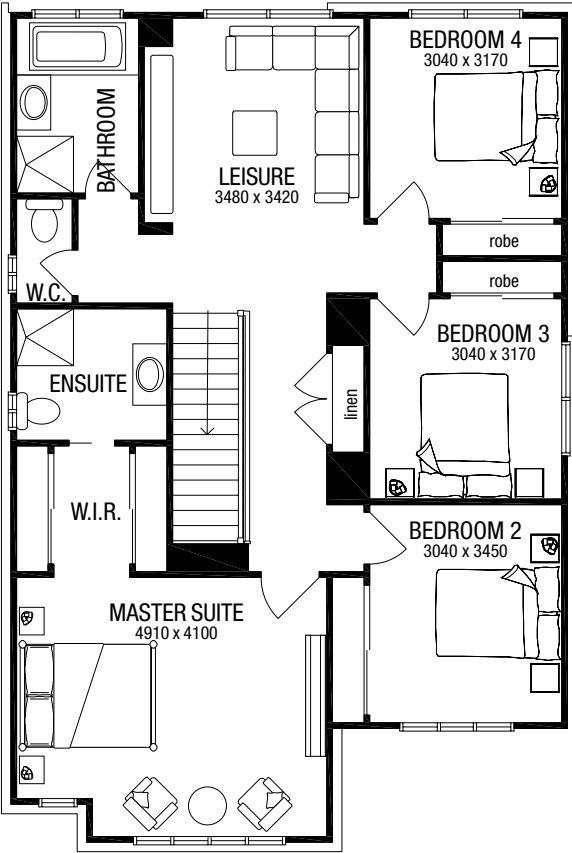 BEDROOM 4
3040 x 3170
BATHROOM
LEISURE
3480 x 3420
robe
robe
W.C.
BEDROOM 3
3040 x 3170
ENSUITE
linen
W.I.R.
BEDROOM 2
3040 x 3450
MASTER SUITE
4910 x 4100